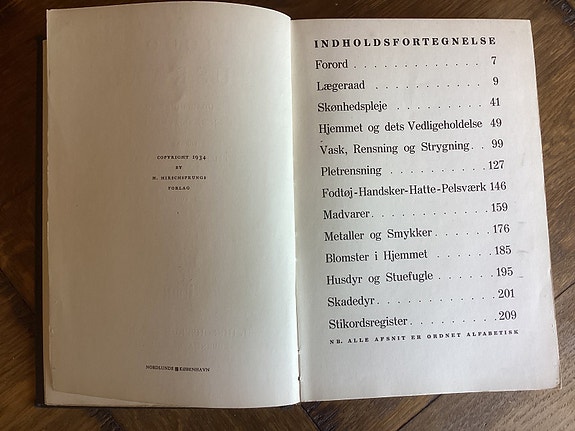 COPYRIGHT 1934
BY
H. HIRSCHSPRUNGS
FORLAG
NORDLUNDE KØBENHAVN
INDHOLDSFORTEGNELSE
Forord . . . . . . . . . . . . . 7
Lægeraad . . . . . . . . . . . . 9
Skønhedspleje . . . . . . . . . . 41
Hjemmet og dets Vedligeholdelse 49
Vask, Rensning og Strygning . . 99
Pletrensning . . . . . . . . . . 127
Fodtøj-Handsker-Hatte-Pelsværk 146
Madvarer . . . . . . . . . . . . 159
Metaller og Smykker . . . . . . 176
Blomster i Hjemmet . . . . . . 185
Husdyr og Stuefugle . . . . . . 195
Skadedyr . . . . . . . . . . . . 201
Stikordsregister . . . . . . . . 209
NB. ALLE AFSNIT ER ORDNET ALFABETISK